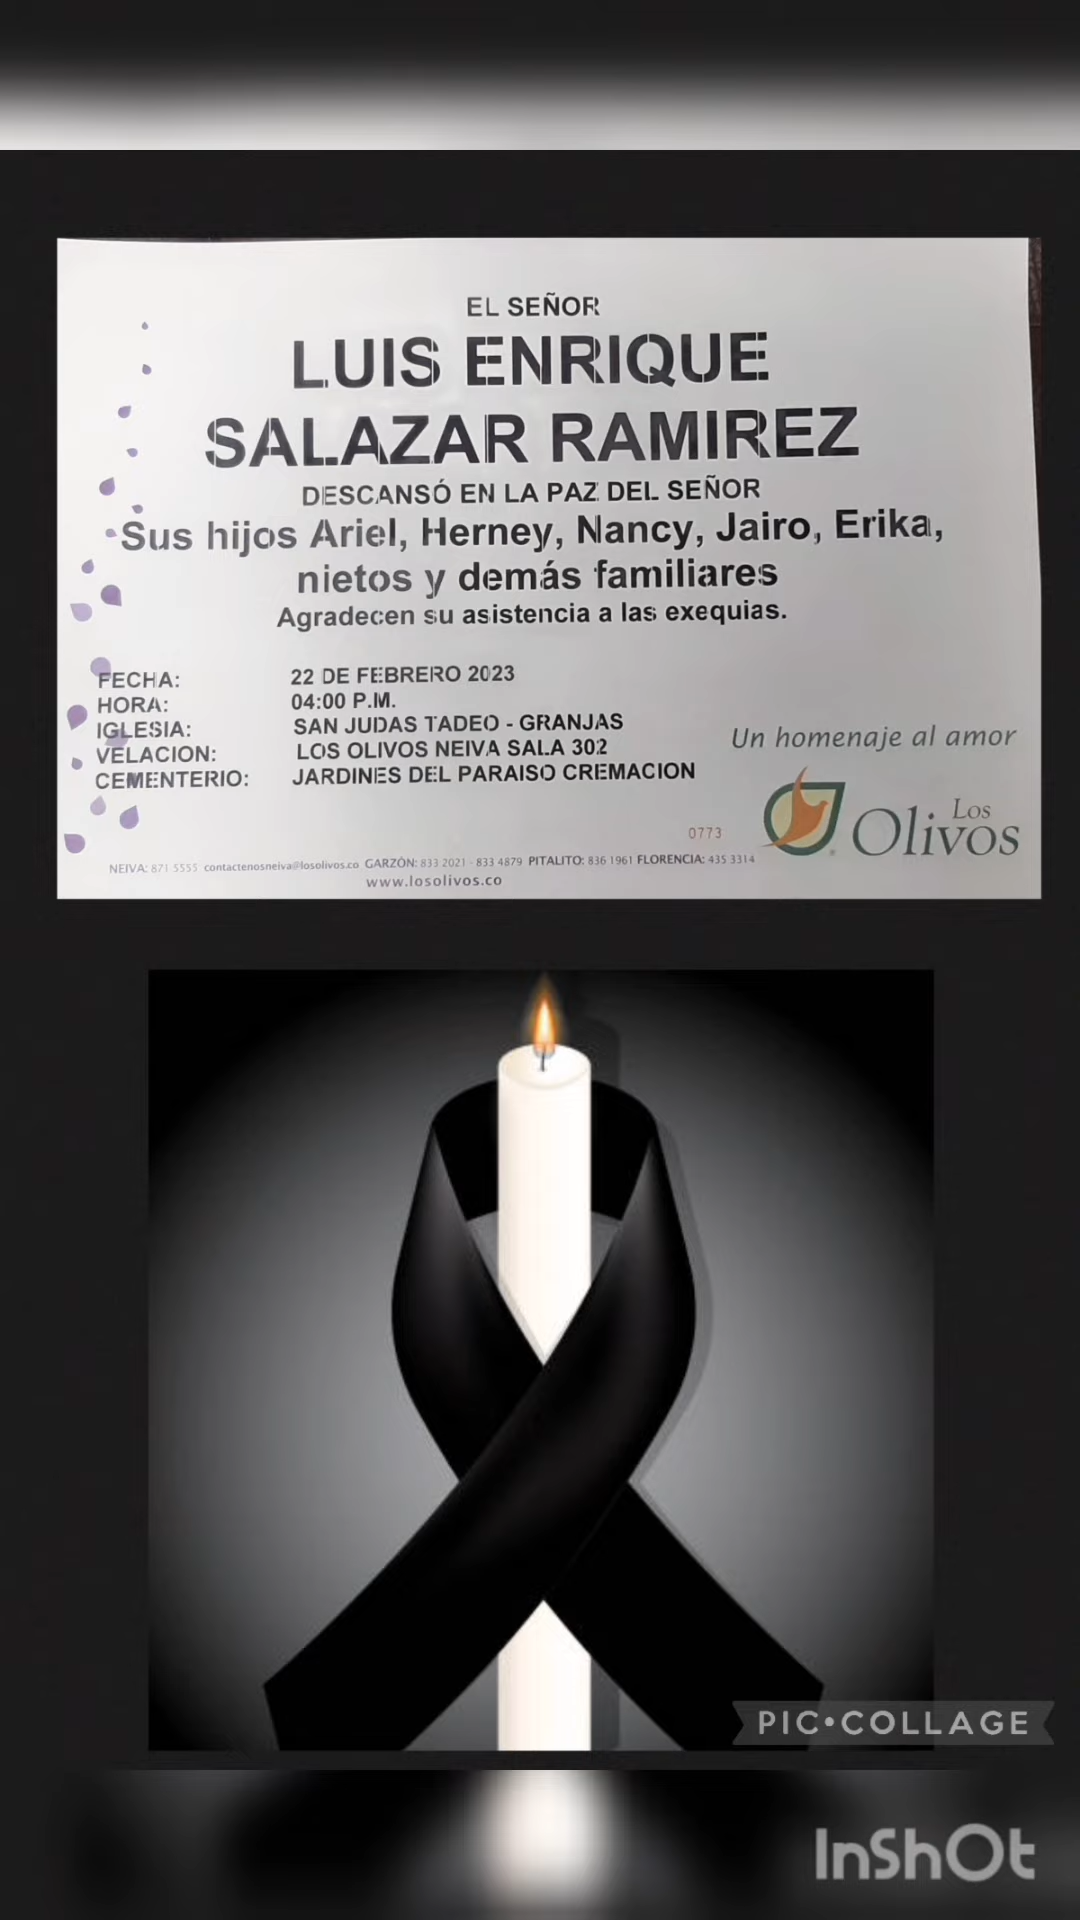 EL SEÑOR
LUIS ENRIQUE
SALAZAR RAMIREZ
DESCANSÓ EN LA PAZ DEL SEÑOR
Sus hijos Ariel, Herney, Nancy, Jairo, Erika,
nietos y demás familiares
Agradecen su asistencia a las exequias.
FECHA: 22 DE FEBRERO 2023
HORA: 04:00 P.M.
IGLESIA: SAN JUDAS TADEO - GRANJAS
VELACION: LOS OLIVOS NEIVA SALA 302
CEMENTERIO: JARDINES DEL PARAISO CREMACION
Un homenaje al amor
Los
Olivos
0773
NEIVA: 871 5555 contactenosneiva@losolivos.co GARZÓN: 833 2021 - 833 4879 PITALITO: 836 1961 FLORENCIA: 435 3314
www.losolivos.co
PIC•COLLAGE
InShOt